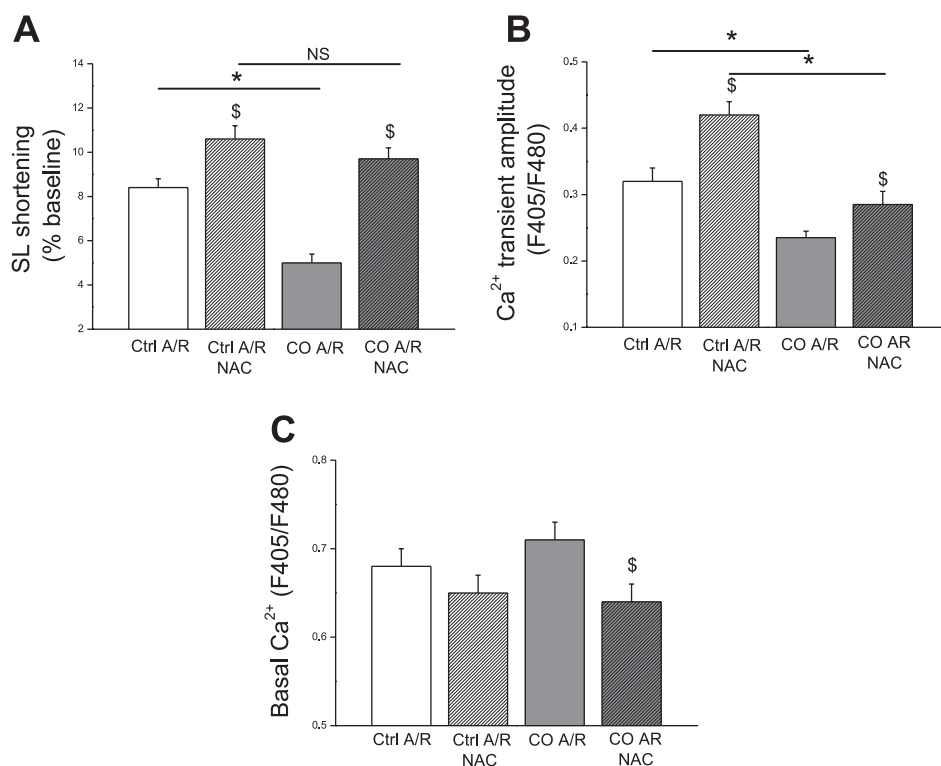 A
SL shortening
(% baseline)
14
12
10
8
6
4
2
NS
*
$
$
Ctrl A/R
Ctrl A/R
NAC
CO A/R
CO A/R
NAC
B
Ca2+ transient amplitude
(F405/F480)
0.5
0.4
0.3
0.2
0.1
*
*
$
$
Ctrl A/R
Ctrl A/R
NAC
CO A/R
CO AR
NAC
C
Basal Ca2+ (F405/F480)
0.8
0.7
0.6
0.5
$
Ctrl A/R
Ctrl A/R
NAC
CO A/R
CO AR
NAC